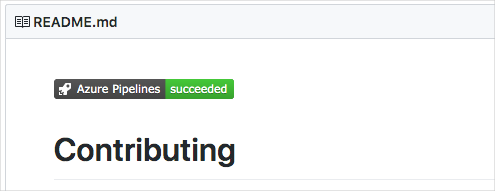 README.md
Azure Pipelines succeeded
Contributing